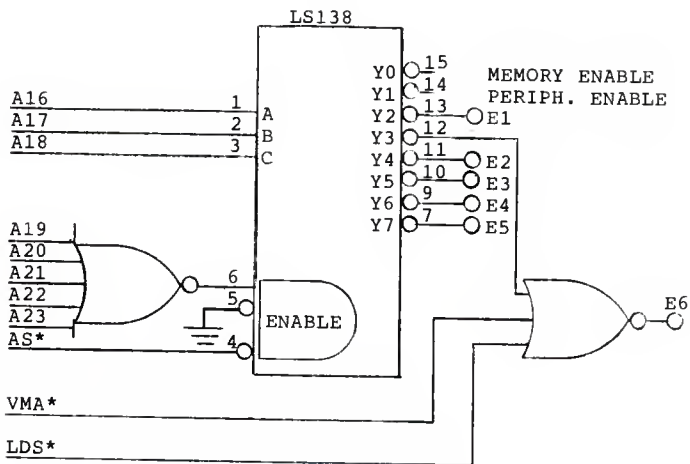 LS138
Y0 15
Y1 14
MEMORY ENABLE
PERIPH. ENABLE
A16 1 A
Y2 13 E1
A17 2 B
Y3 12
A18 3 C
Y4 11 E2
Y5 10 E3
Y6 9 E4
Y7 7 E5
A19
A20
A21
6
A22
5
A23
ENABLE
E6
AS* 4
VMA*
LDS*